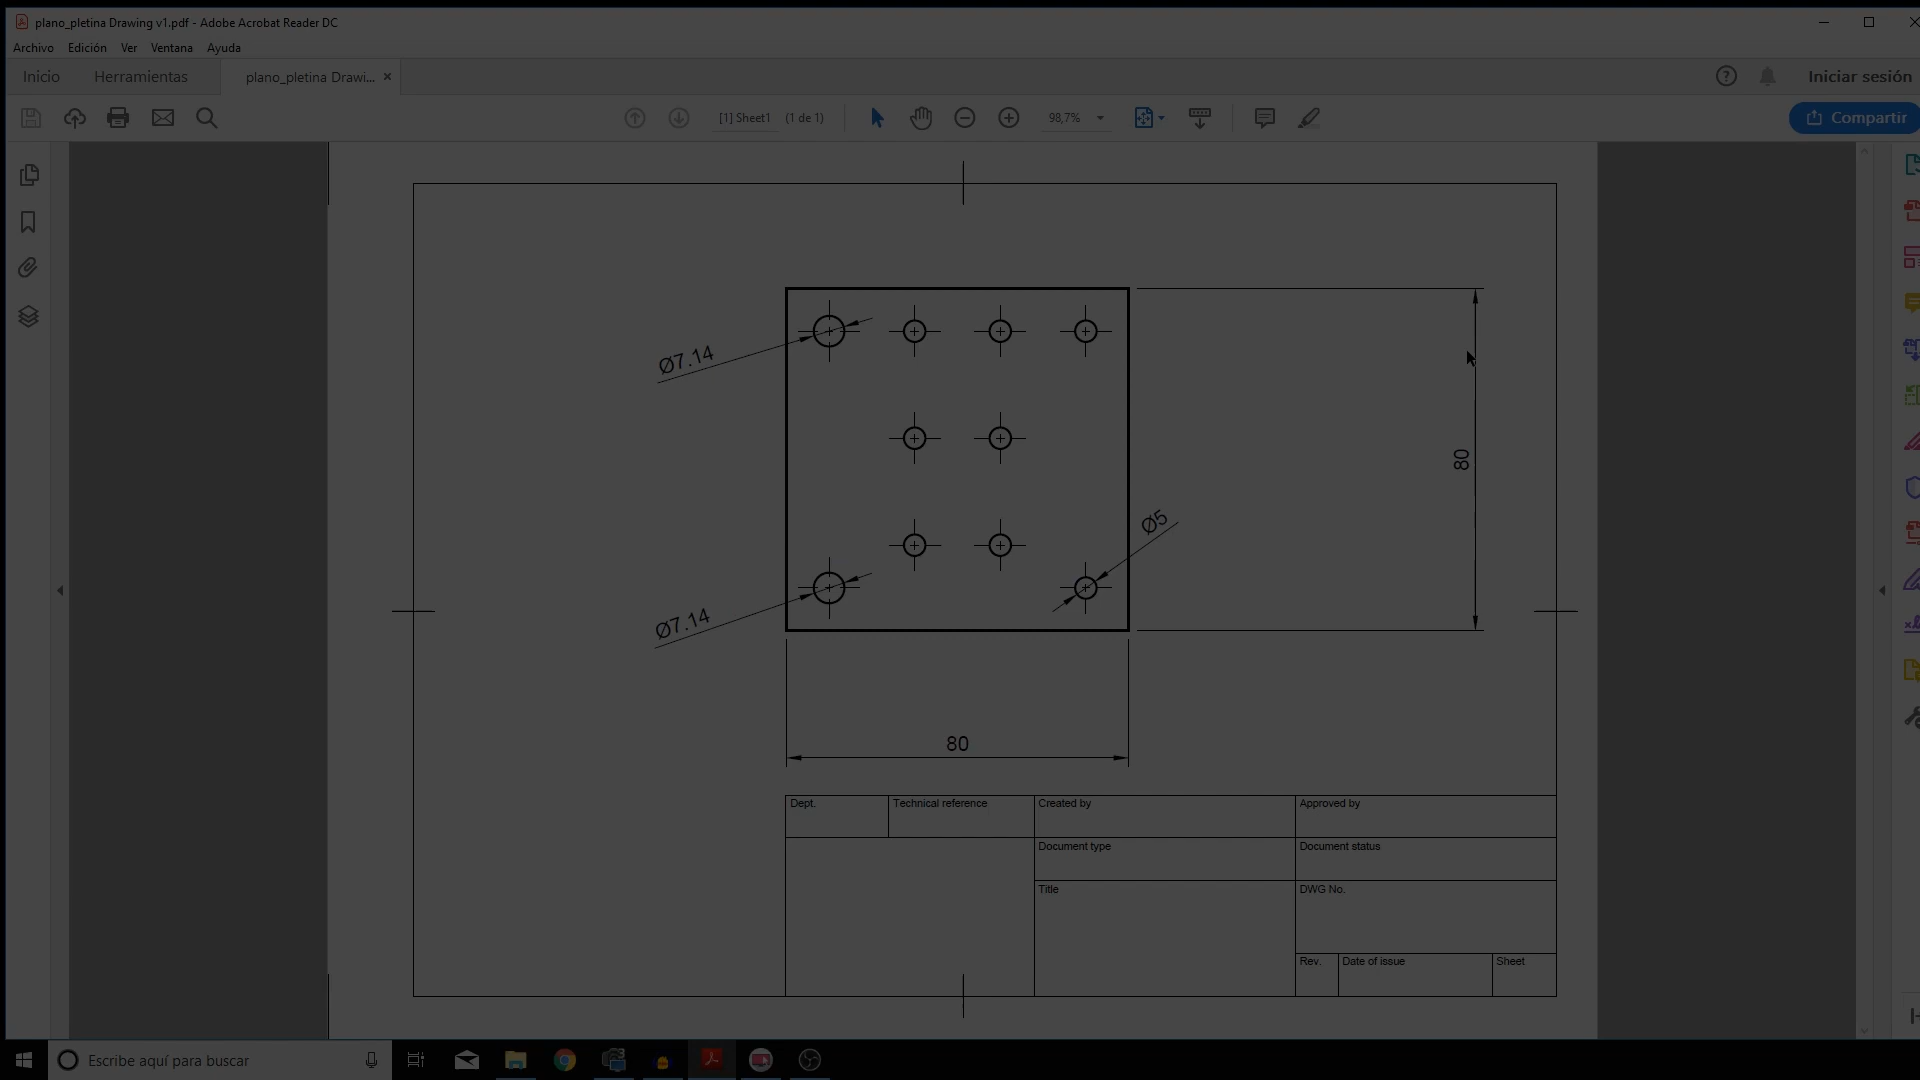 plano_pletina Drawing v1.pdf - Adobe Acrobat Reader DC
Archivo Edición Ver Ventana Ayuda
Inicio Herramientas plano_pletina Drawi... Iniciar sesión
[1] Sheet1 (1 de 1) 98,7% Compartir
Ø7.14
80
Ø5
Ø7.14
80
Dept. Technical reference Created by Approved by
Document type Document status
Title DWG No.
Rev. Date of issue Sheet
Escribe aquí para buscar